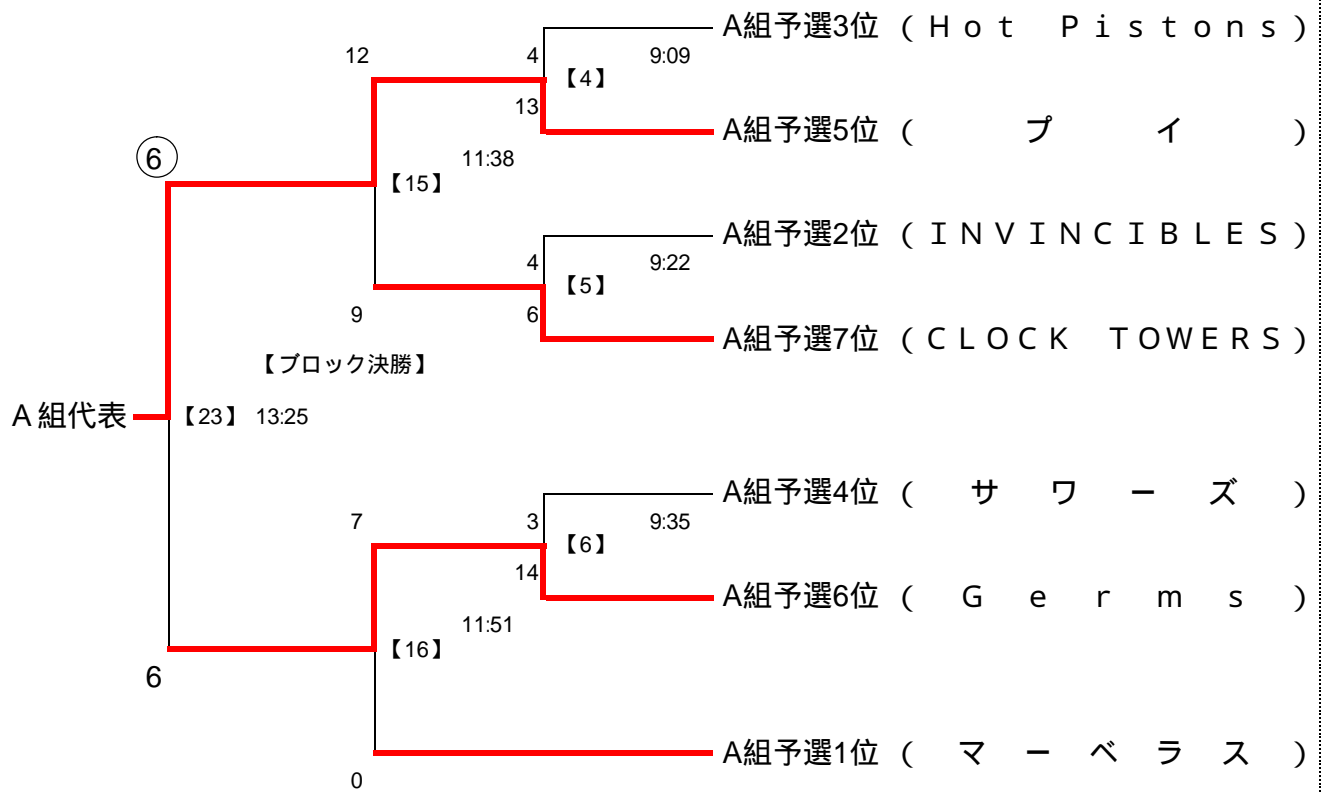 A組予選3位 ( Hot Pistons )
12 4 9:09
【4】
13
A組予選5位 ( プイ )
⑥ 11:38
【15】
A組予選2位 ( INVINCIBLES )
4 9:22
【5】
9 6
A組予選7位 ( CLOCK TOWERS )
【ブロック決勝】
A組代表 【23】 13:25
A組予選4位 ( サワーズ )
7 3 9:35
【6】
14
A組予選6位 ( Germs )
11:51
【16】
6
A組予選1位 ( マーベラス )
0